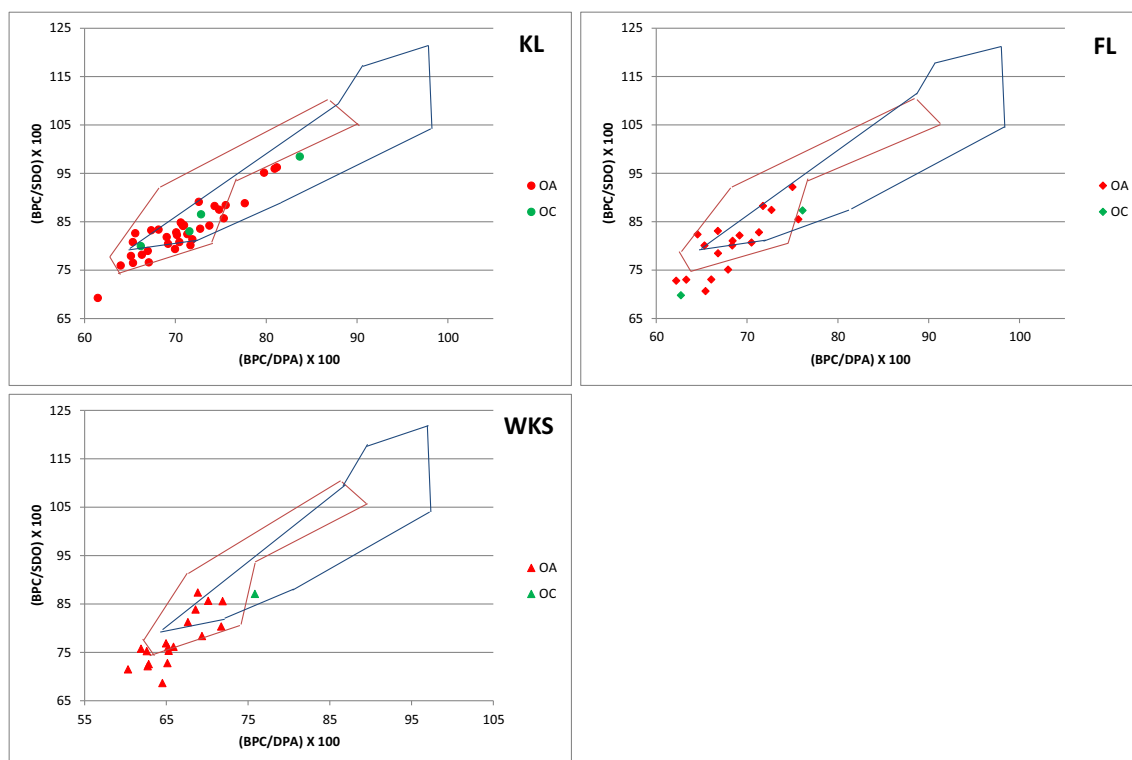 KL
125
115
105
95
85
75
65
(BPC/SDO) X 100
60 70 80 90 100
(BPC/DPA) X 100
OA
OC
FL
125
115
105
95
85
75
65
(BPC/SDO) X 100
60 70 80 90 100
(BPC/DPA) X 100
OA
OC
WKS
125
115
105
95
85
75
65
(BPC/SDO) X 100
55 65 75 85 95 105
(BPC/DPA) X 100
OA
OC